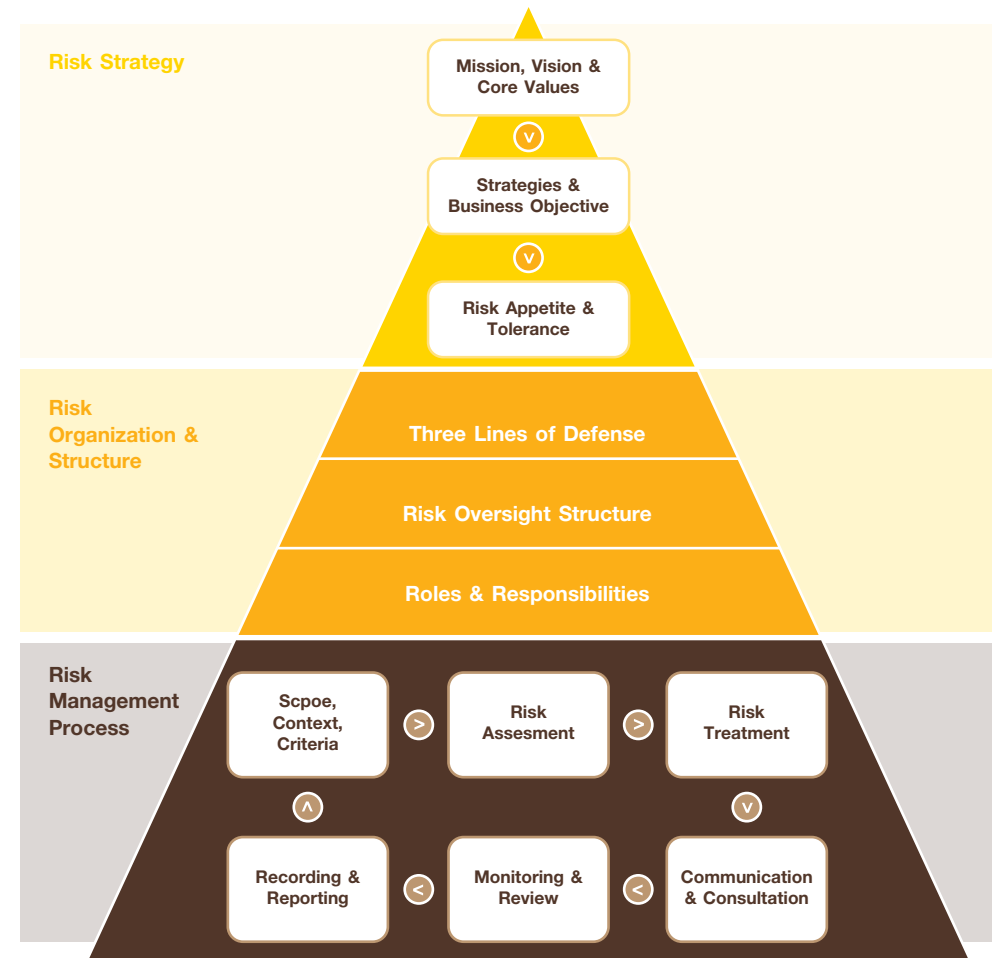 Risk Strategy
Mission, Vision &
Core Values
Strategies &
Business Objective
Risk Appetite &
Tolerance
Risk
Organization &
Structure
Three Lines of Defense
Risk Oversight Structure
Roles & Responsibilities
Risk
Management
Process
Scpoe,
Context,
Criteria
Risk
Assesment
Risk
Treatment
Recording &
Reporting
Monitoring &
Review
Communication
& Consultation